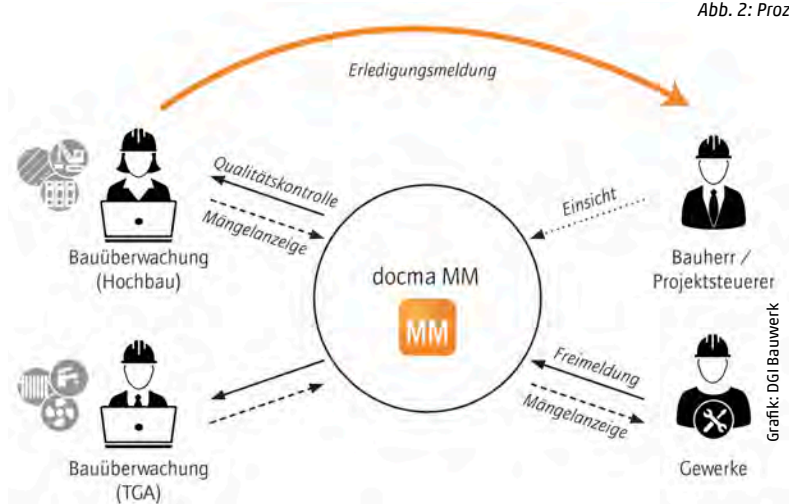 Abb. 2: Proz
Erledigungsmeldung
Qualitätskontrolle
Mängelanzeige
Einsicht
Bauüberwachung
(Hochbau)
docma MM
MM
Bauherr /
Projektsteuerer
Freimeldung
Mängelanzeige
Grafik: DGI Bauwerk
Bauüberwachung
(TGA)
Gewerke